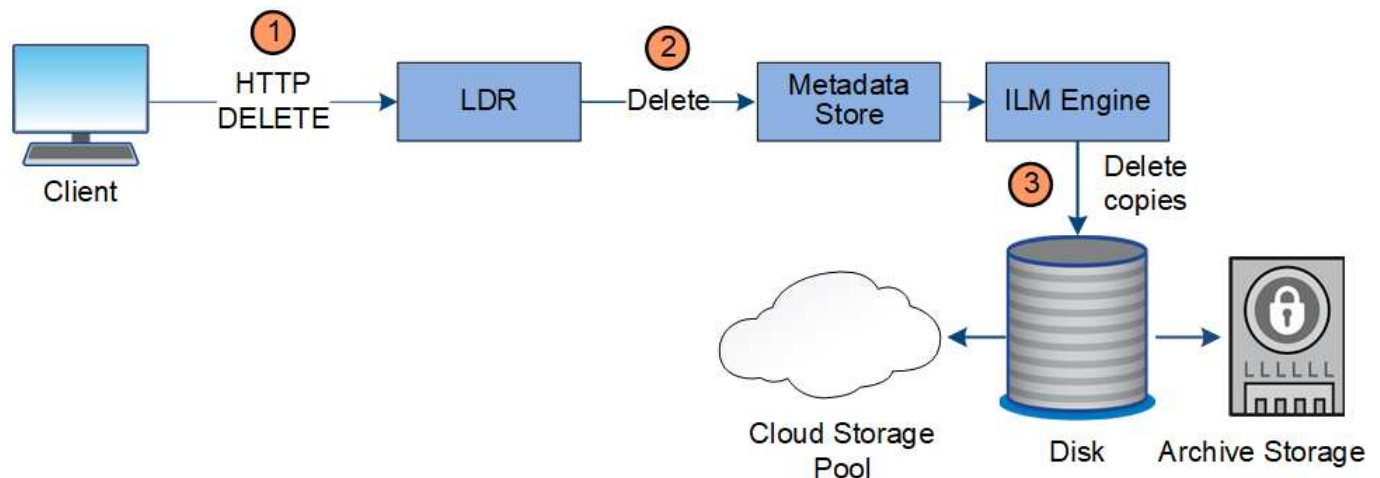 1
HTTP
DELETE
Client
LDR
2
Delete
Metadata
Store
ILM Engine
3
Delete
copies
Cloud Storage
Pool
Disk
Archive Storage
LLLLLL